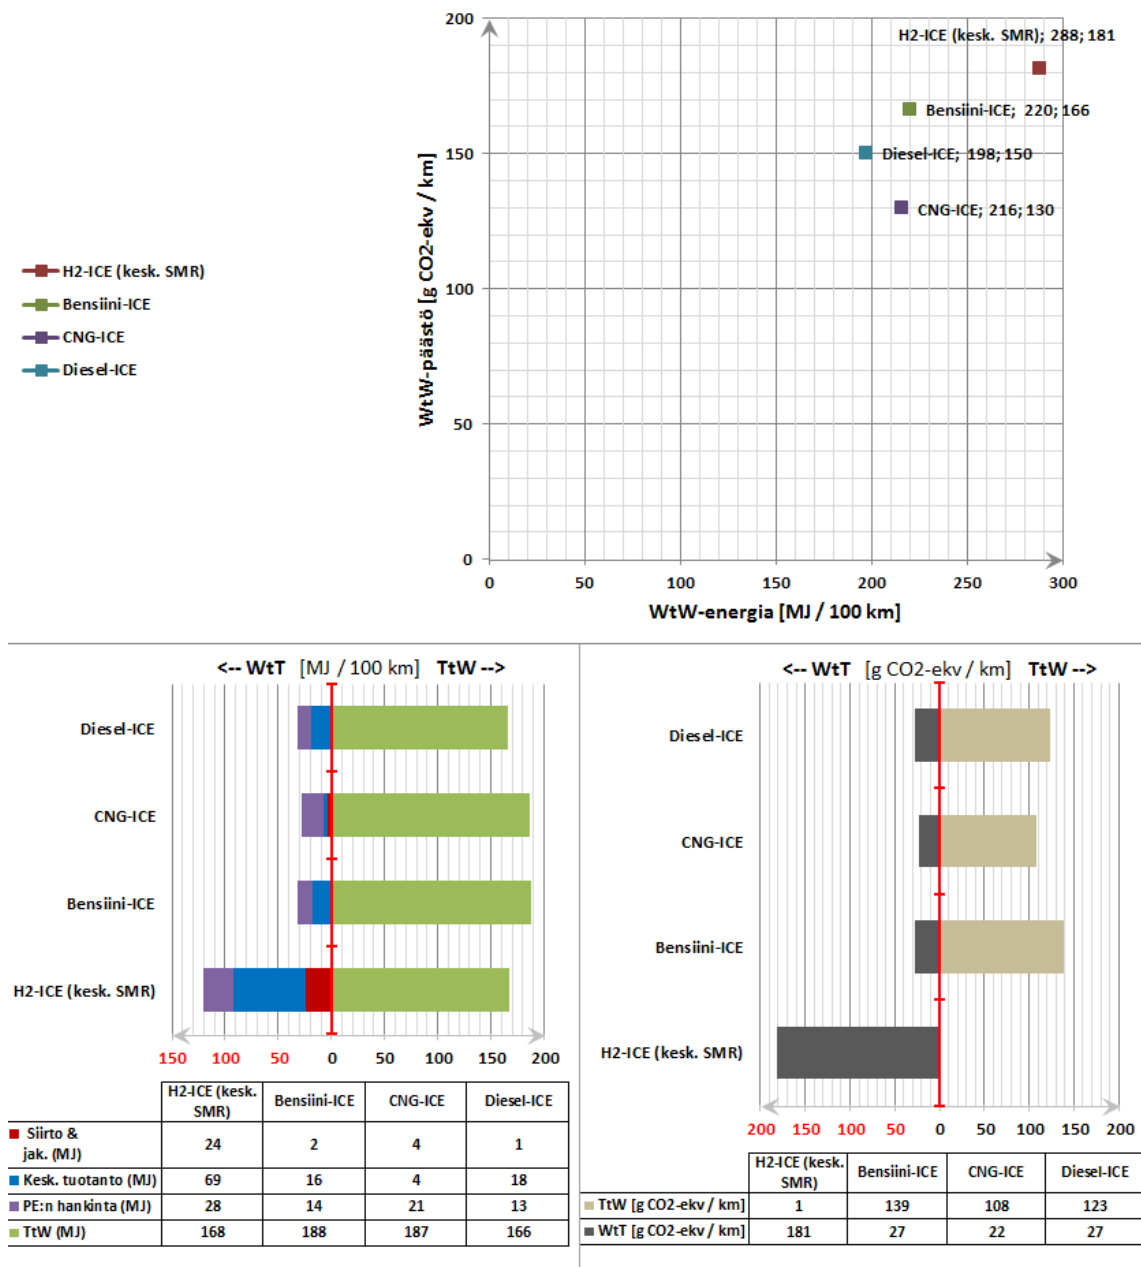 200
H2-ICE (kesk. SMR); 288; 181
Bensiini-ICE; 220; 166
150
Diesel-ICE; 198; 150
CNG-ICE; 216; 130
WtW-päästö [g CO2-ekv / km]
H2-ICE (kesk. SMR)
Bensiini-ICE
CNG-ICE
Diesel-ICE
100
50
0
0 50 100 150 200 250 300
WtW-energia [MJ / 100 km]
<-- WtT [MJ / 100 km] TtW -->
Diesel-ICE
CNG-ICE
Bensiini-ICE
H2-ICE (kesk. SMR)
150 100 50 0 50 100 150 200
H2-ICE (kesk. SMR) Bensiini-ICE CNG-ICE Diesel-ICE
Siirto & jak. (MJ) 24 2 4 1
Kesk. tuotanto (MJ) 69 16 4 18
PE:n hankinta (MJ) 28 14 21 13
TtW (MJ) 168 188 187 166
<-- WtT [g CO2-ekv / km] TtW -->
Diesel-ICE
CNG-ICE
Bensiini-ICE
H2-ICE (kesk. SMR)
200 150 100 50 0 50 100 150 200
H2-ICE (kesk. SMR) Bensiini-ICE CNG-ICE Diesel-ICE
TtW [g CO2-ekv / km] 1 139 108 123
WtT [g CO2-ekv / km] 181 27 22 27